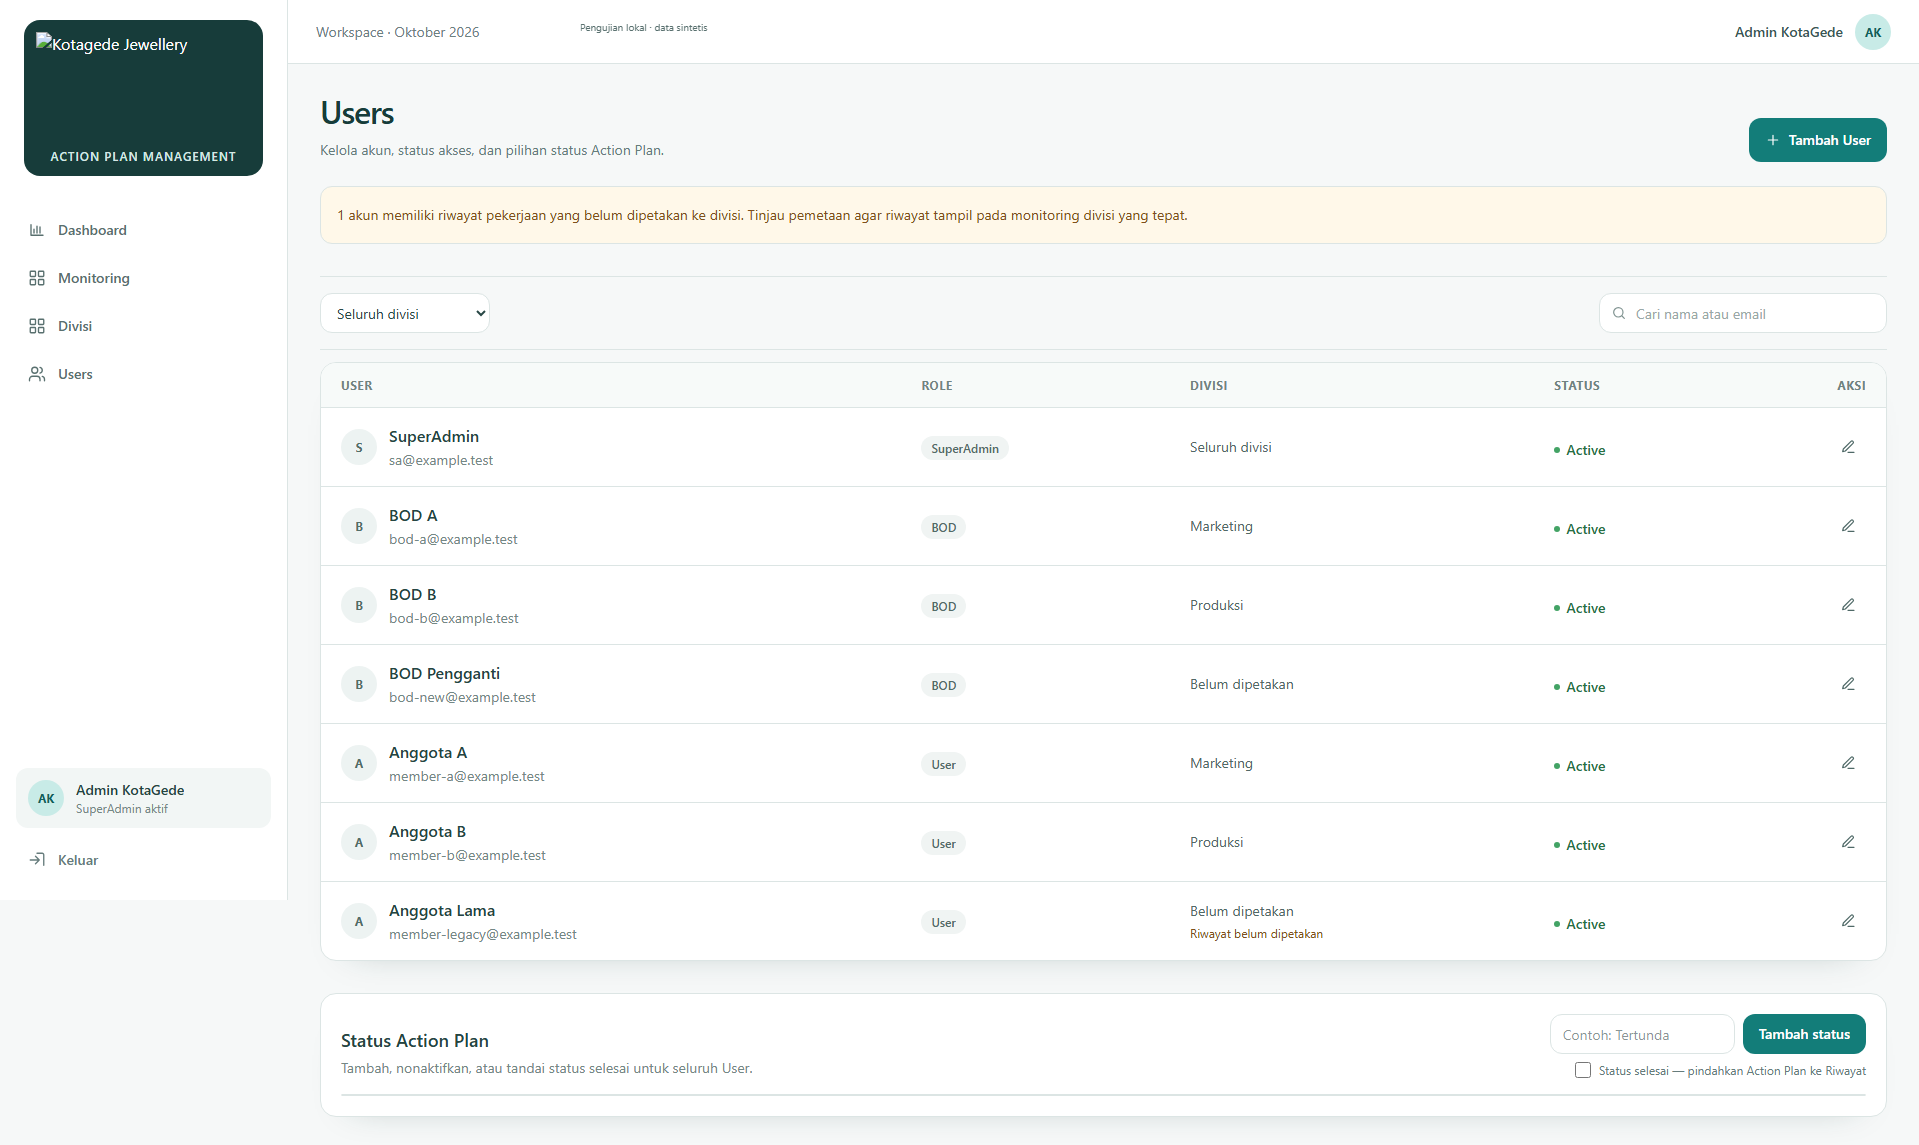 Kotagede Jewellery
ACTION PLAN MANAGEMENT
Dashboard
Monitoring
Divisi
Users
AK
Admin KotaGede
SuperAdmin aktif
Keluar
Workspace · Oktober 2026
Pengujian lokal · data sintetis
Admin KotaGede
AK
Users
Kelola akun, status akses, dan pilihan status Action Plan.
+ Tambah User
1 akun memiliki riwayat pekerjaan yang belum dipetakan ke divisi. Tinjau pemetaan agar riwayat tampil pada monitoring divisi yang tepat.
Seluruh divisi
Cari nama atau email
USER ROLE DIVISI STATUS AKSI
S
SuperAdmin
sa@example.test
SuperAdmin
Seluruh divisi
Active
B
BOD A
bod-a@example.test
BOD
Marketing
Active
B
BOD B
bod-b@example.test
BOD
Produksi
Active
B
BOD Pengganti
bod-new@example.test
BOD
Belum dipetakan
Active
A
Anggota A
member-a@example.test
User
Marketing
Active
A
Anggota B
member-b@example.test
User
Produksi
Active
A
Anggota Lama
member-legacy@example.test
User
Belum dipetakan
Riwayat belum dipetakan
Active
Status Action Plan
Tambah, nonaktifkan, atau tandai status selesai untuk seluruh User.
Contoh: Tertunda
Tambah status
Status selesai — pindahkan Action Plan ke Riwayat